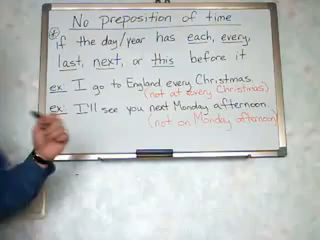 No preposition of time
* If the day/year has each, every,
last, next, or this before it
ex: I go to England every Christmas.
(not at every Christmas)
ex: I'll see you next Monday afternoon.
(not on Monday afternoon)